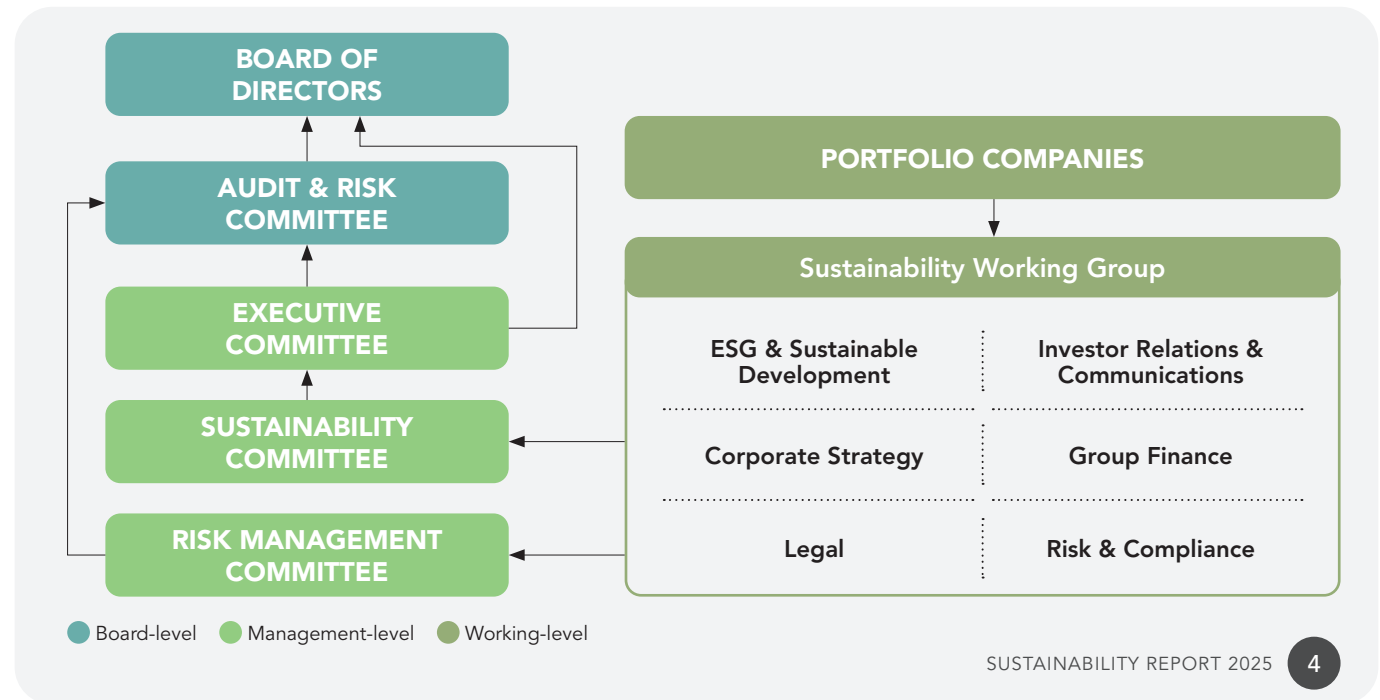 BOARD OF
DIRECTORS
AUDIT & RISK
COMMITTEE
EXECUTIVE
COMMITTEE
SUSTAINABILITY
COMMITTEE
RISK MANAGEMENT
COMMITTEE
PORTFOLIO COMPANIES
Sustainability Working Group
ESG & Sustainable
Development
Investor Relations &
Communications
Corporate Strategy
Group Finance
Legal
Risk & Compliance
Board-level
Management-level
Working-level
SUSTAINABILITY REPORT 2025
4